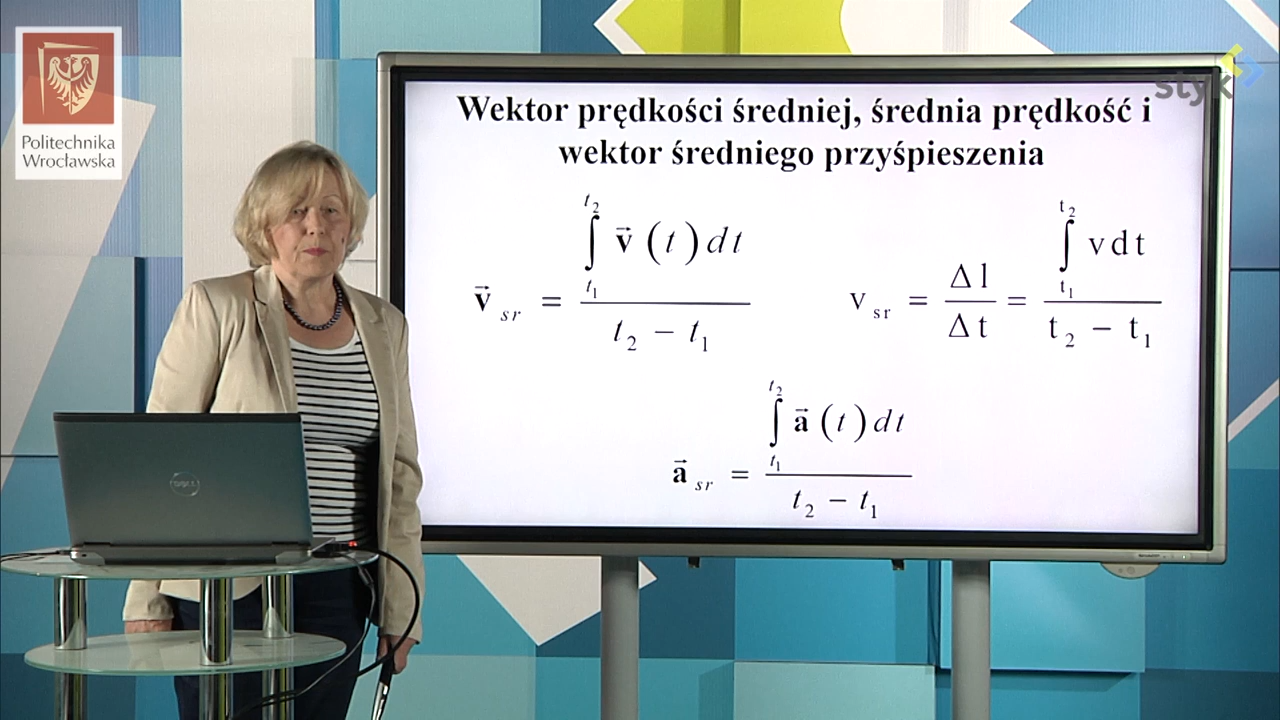 Politechnika
Wrocławska
styk
Wektor prędkości średniej, średnia prędkość i
wektor średniego przyśpieszenia
v⃗ sr = ∫ t1 t2 v⃗ (t) dt / t2 − t1
v sr = Δl / Δt = ∫ t1 t2 v dt / t2 − t1
a⃗ sr = ∫ t1 t2 a⃗ (t) dt / t2 − t1
DELL